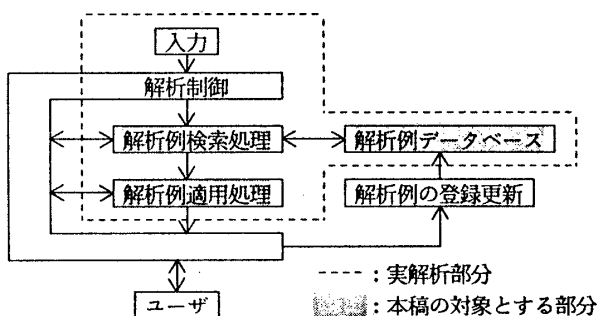 入力
解析制御
解析例検索処理
解析例データベース
解析例適用処理
解析例の登録更新
ユーザ
----：実解析部分
：本稿の対象とする部分